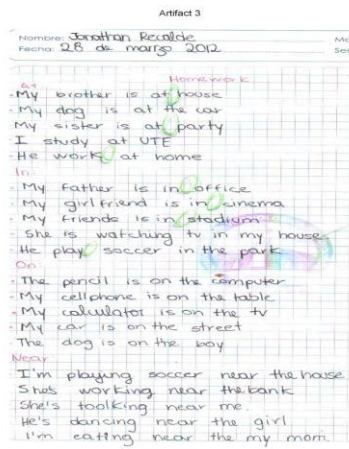 Artifact 3
Nombre: Jonathan Recalde
Fecha: 28 de marzo 2012
Homework
At
- My brother is at house
- My dog is at the car
My sister is at party
I study at UTE
- He work at home
In:
- My father is in office
- My girlfriend is in cinema
- My friends is in stadium
- She is watching tv in my house
- He play soccer in the park
On:
- The pencil is on the computer
- My cellphone is on the table
- My calculator is on the tv
- My car is on the street
- The dog is on the boy
Near
I'm playing soccer near the house
Shes working near the bank
She's toolking near me.
He's dancing near the girl
I'm eating near the my mom